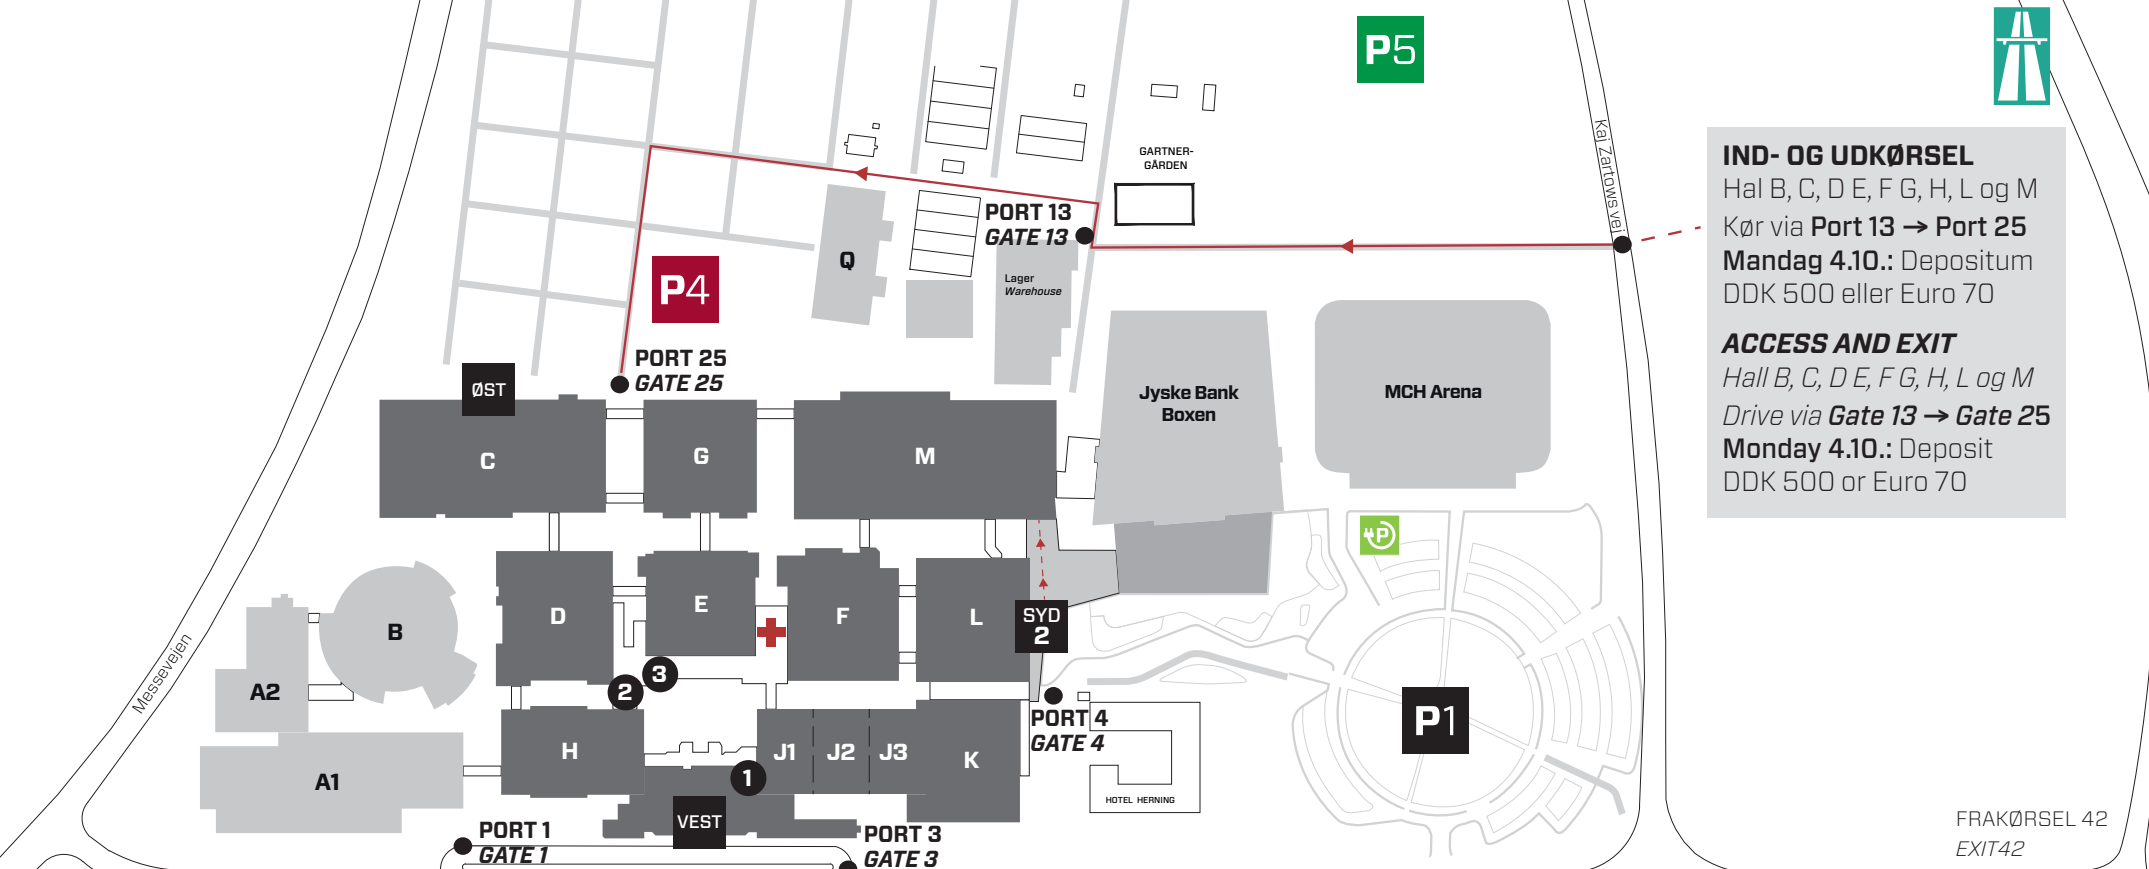 P5
Kaj Zartowsvej
GARTNER-
GÅRDEN
IND- OG UDKØRSEL
Hal B, C, D E, F G, H, L og M
Kør via Port 13 → Port 25
Mandag 4.10.: Depositum
DDK 500 eller Euro 70
ACCESS AND EXIT
Hall B, C, D E, F G, H, L og M
Drive via Gate 13 → Gate 25
Monday 4.10.: Deposit
DDK 500 or Euro 70
PORT 13
GATE 13
Q
Lager
Warehouse
P4
PORT 25
GATE 25
ØST
Jyske Bank
Boxen
MCH Arena
C
G
M
P
D
E
F
L
SYD
2
B
A2
Messevejen
3
2
PORT 4
GATE 4
P1
H
J1
J2
J3
K
1
A1
HOTEL HERNING
VEST
PORT 1
GATE 1
PORT 3
GATE 3
FRAKØRSEL 42
EXIT42